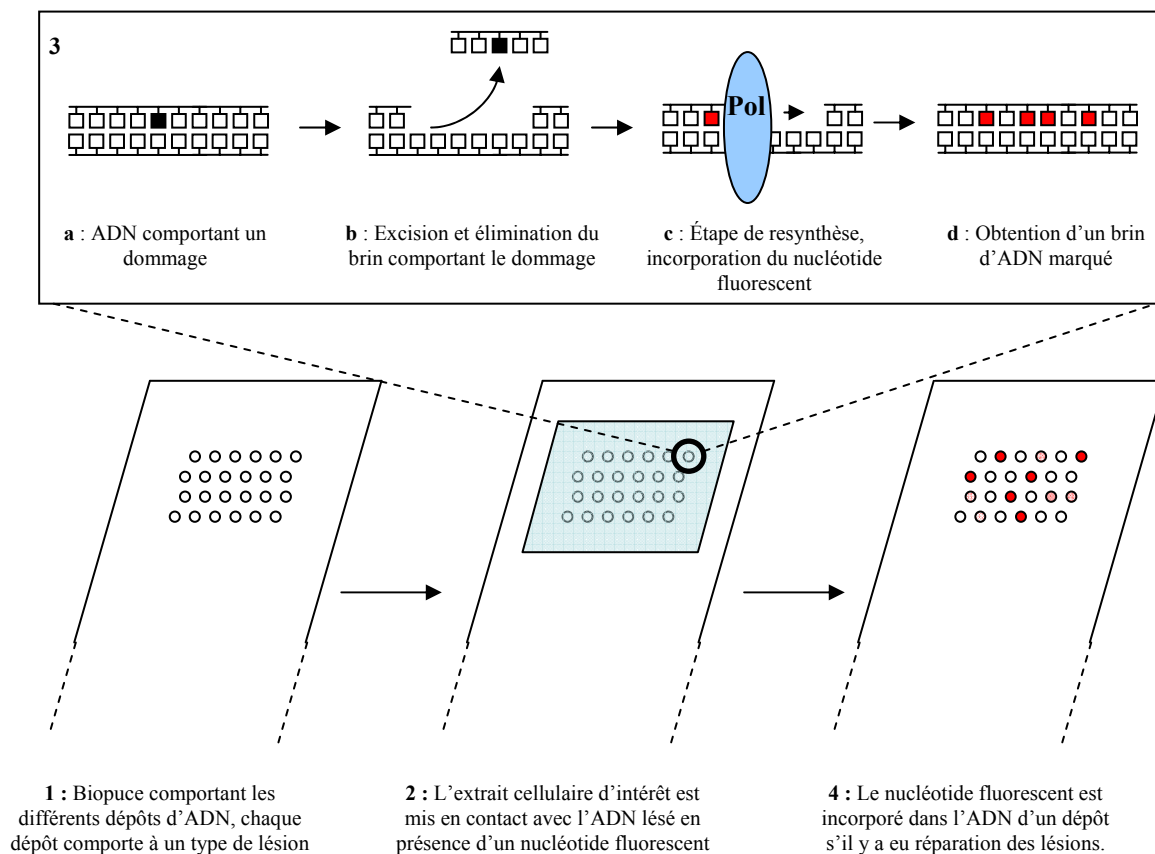 3
Pol
a : ADN comportant un
dommage
b : Excision et élimination du
brin comportant le dommage
c : Étape de resynthèse,
incorporation du nucléotide
fluorescent
d : Obtention d’un brin
d’ADN marqué
1 : Biopuce comportant les
différents dépôts d’ADN, chaque
dépôt comporte à un type de lésion
2 : L’extrait cellulaire d’intérêt est
mis en contact avec l’ADN lésé en
présence d’un nucléotide fluorescent
4 : Le nucléotide fluorescent est
incorporé dans l’ADN d’un dépôt
s’il y a eu réparation des lésions.